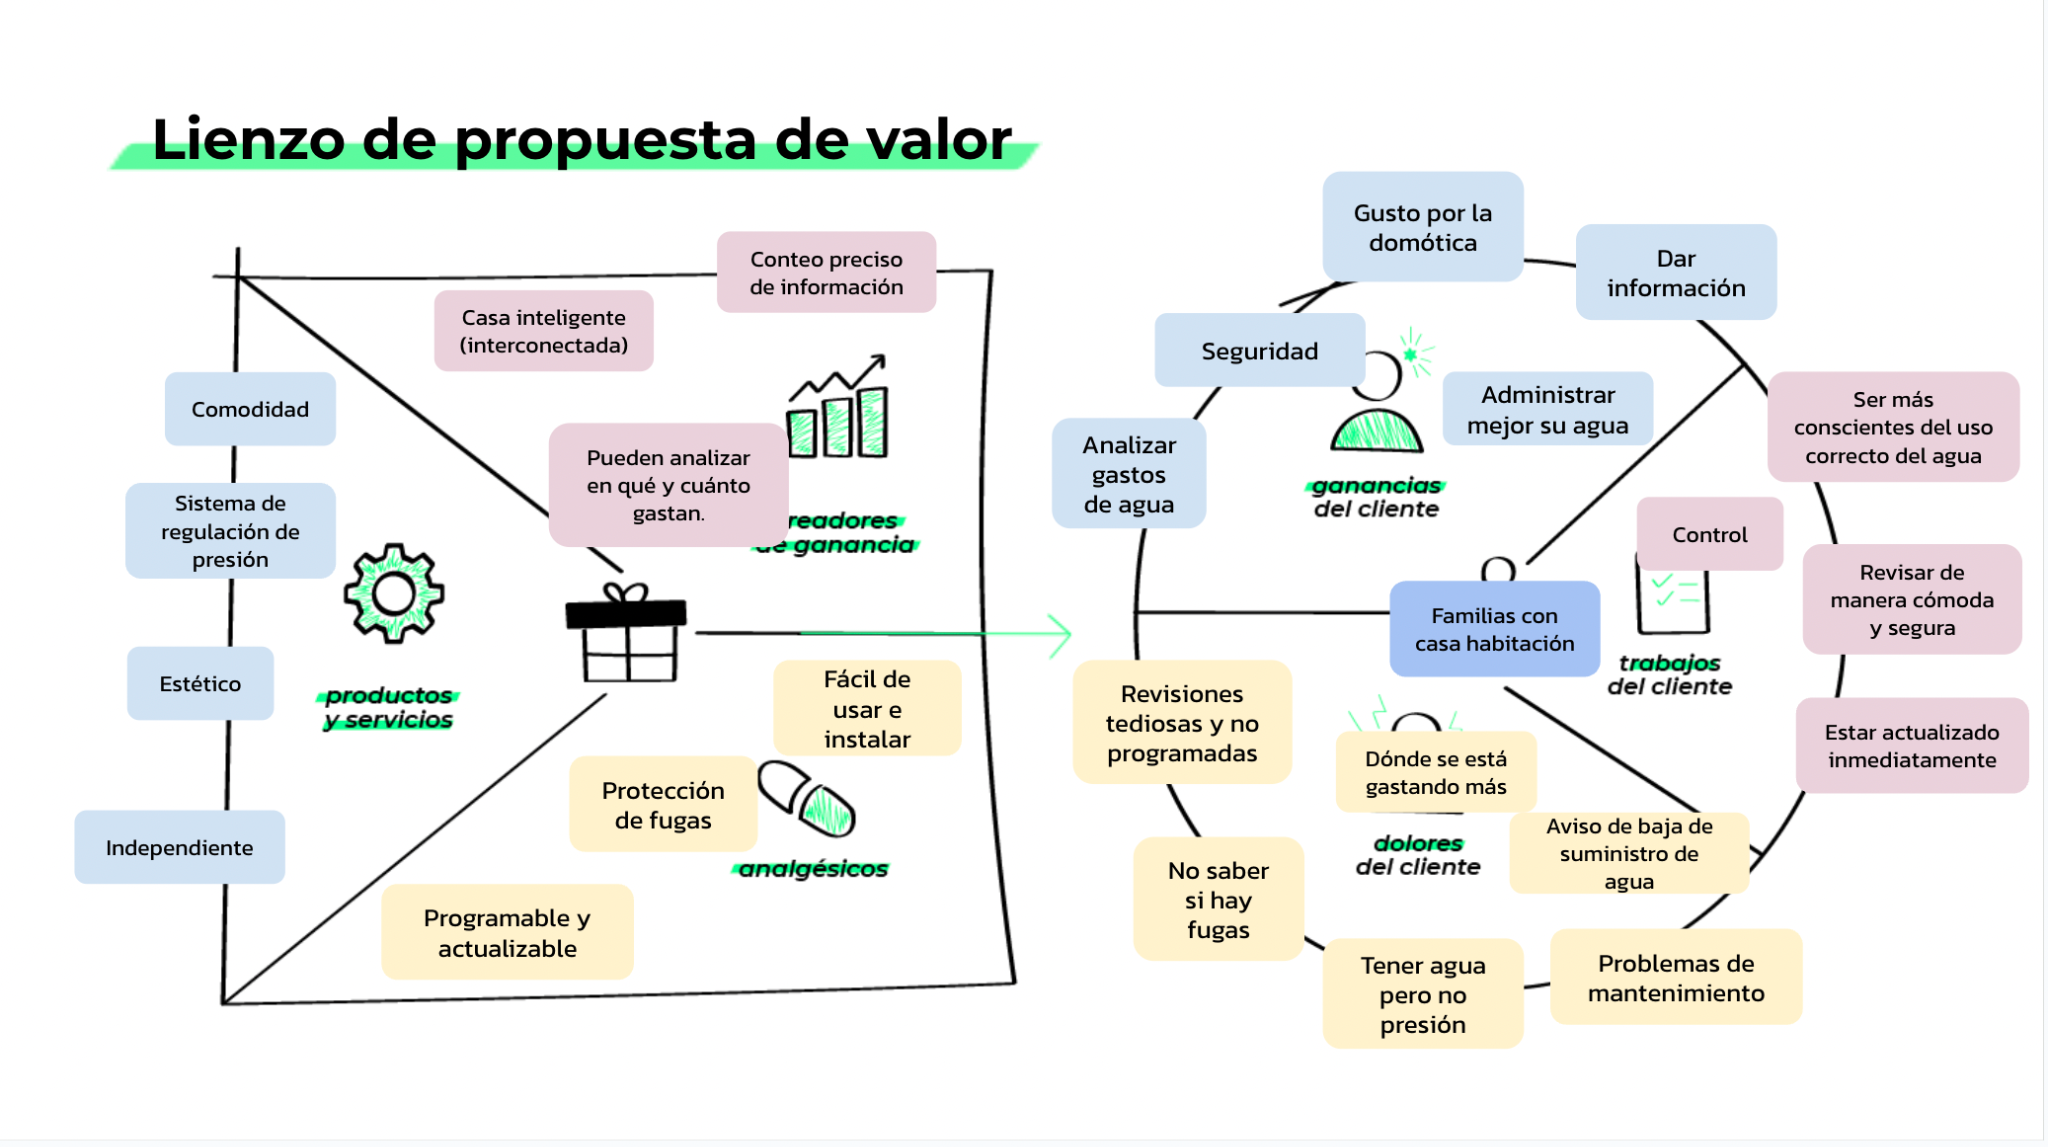 Lienzo de propuesta de valor
Conteo preciso
de información
Casa inteligente
(interconectada)
Pueden analizar
en qué y cuánto
gastan.
readores
de ganancia
Comodidad
Sistema de
regulación de
presión
Estético
Independiente
productos
y servicios
Fácil de
usar e
instalar
Protección
de fugas
analgésicos
Programable y
actualizable
Gusto por la
domótica
Dar
información
Seguridad
Administrar
mejor su agua
Analizar
gastos
de agua
ganancias
del cliente
Ser más
conscientes del uso
correcto del agua
Control
Revisar de
manera cómoda
y segura
Familias con
casa habitación
trabajos
del cliente
Estar actualizado
inmediatamente
Revisiones
tediosas y no
programadas
Dónde se está
gastando más
Aviso de baja de
suministro de
agua
dolores
del cliente
No saber
si hay
fugas
Tener agua
pero no
presión
Problemas de
mantenimiento